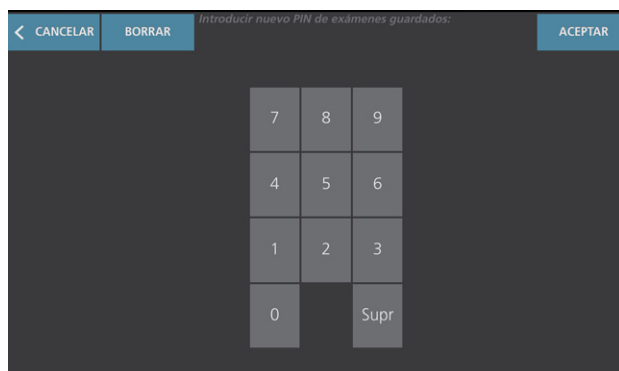 CANCELAR BORRAR Introducir nuevo PIN de exámenes guardados: ACEPTAR
7 8 9
4 5 6
1 2 3
0 Supr